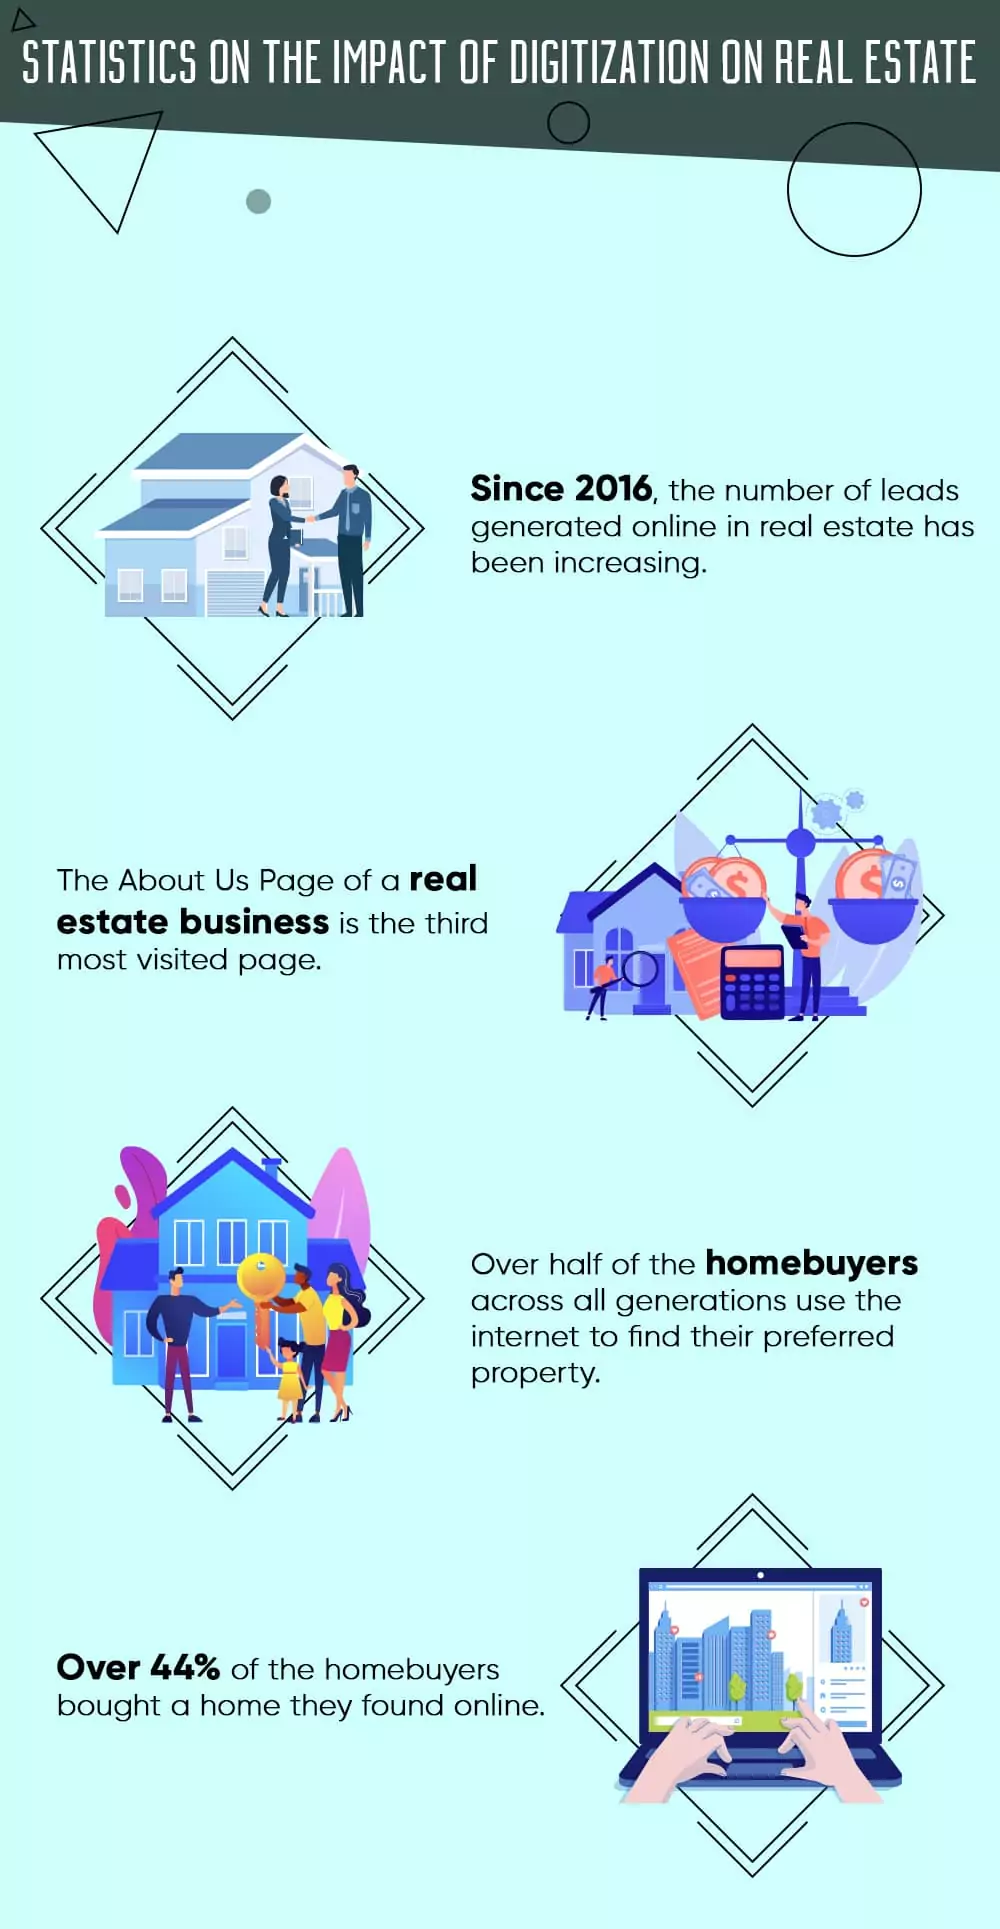 STATISTICS ON THE IMPACT OF DIGITIZATION ON REAL ESTATE
Since 2016, the number of leads
generated online in real estate has
been increasing.
The About Us Page of a real
estate business is the third
most visited page.
Over half of the homebuyers
across all generations use the
internet to find their preferred
property.
Over 44% of the homebuyers
bought a home they found online.